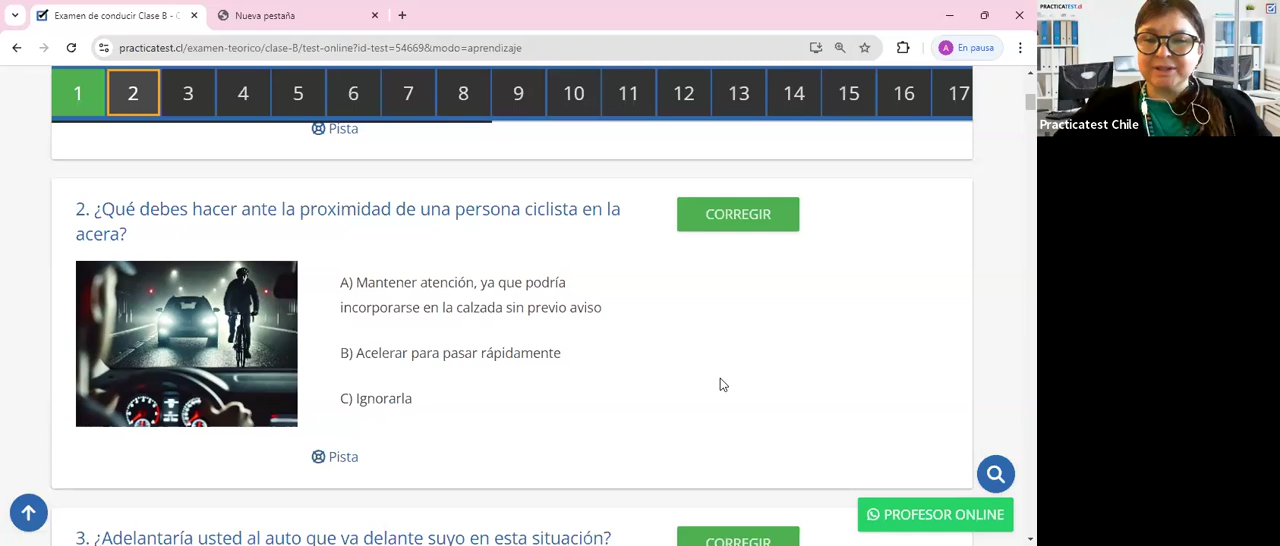 Examen de conducir Clase B - C
Nueva pestaña
practicatest.cl/examen-teorico/clase-B/test-online?id-test=54669&modo=aprendizaje
A
En pausa
PRACTICATEST.cl
1 2 3 4 5 6 7 8 9 10 11 12 13 14 15 16 17
Practicatest Chile
Pista
2. ¿Qué debes hacer ante la proximidad de una persona ciclista en la
acera?
CORREGIR
A) Mantener atención, ya que podría
incorporarse en la calzada sin previo aviso
B) Acelerar para pasar rápidamente
C) Ignorarla
Pista
PROFESOR ONLINE
3. ¿Adelantaría usted al auto que va delante suyo en esta situación?
CORREGIR